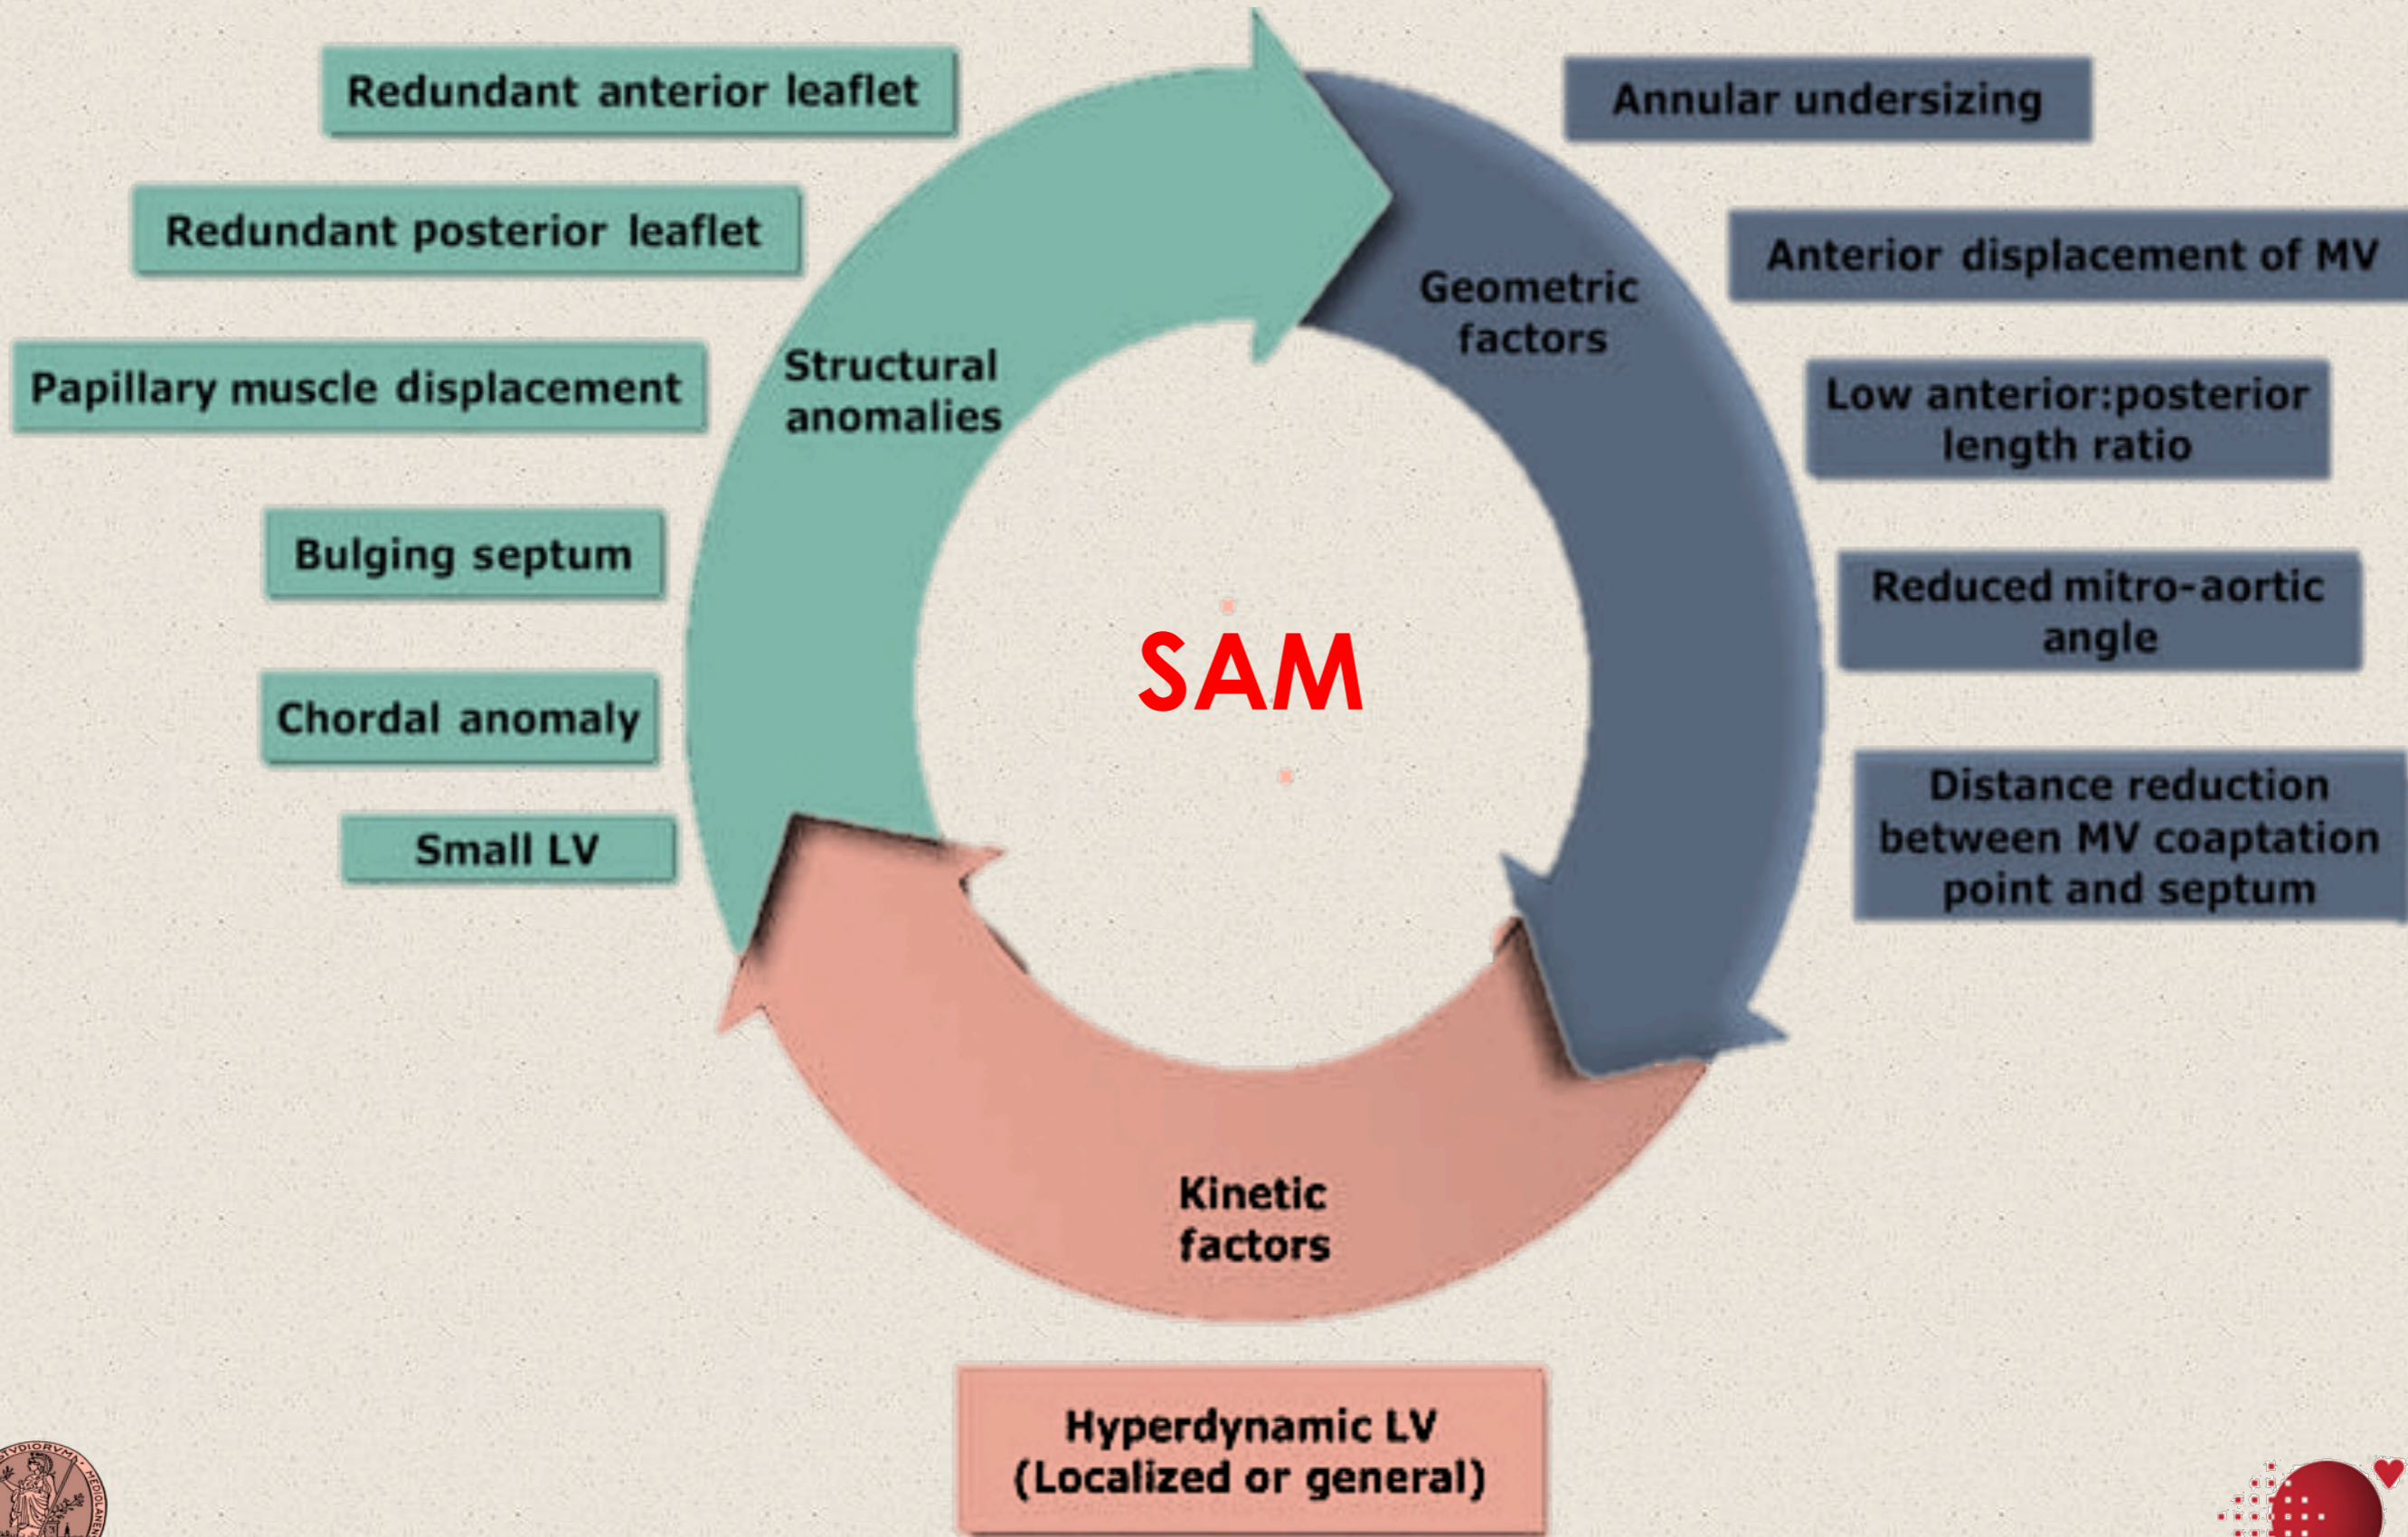 Redundant anterior leaflet
Redundant posterior leaflet
Papillary muscle displacement
Bulging septum
Chordal anomaly
Small LV
Structural
anomalies
SAM
Geometric
factors
Annular undersizing
Anterior displacement of MV
Low anterior:posterior
length ratio
Reduced mitro-aortic
angle
Distance reduction
between MV coaptation
point and septum
Kinetic
factors
Hyperdynamic LV
(Localized or general)